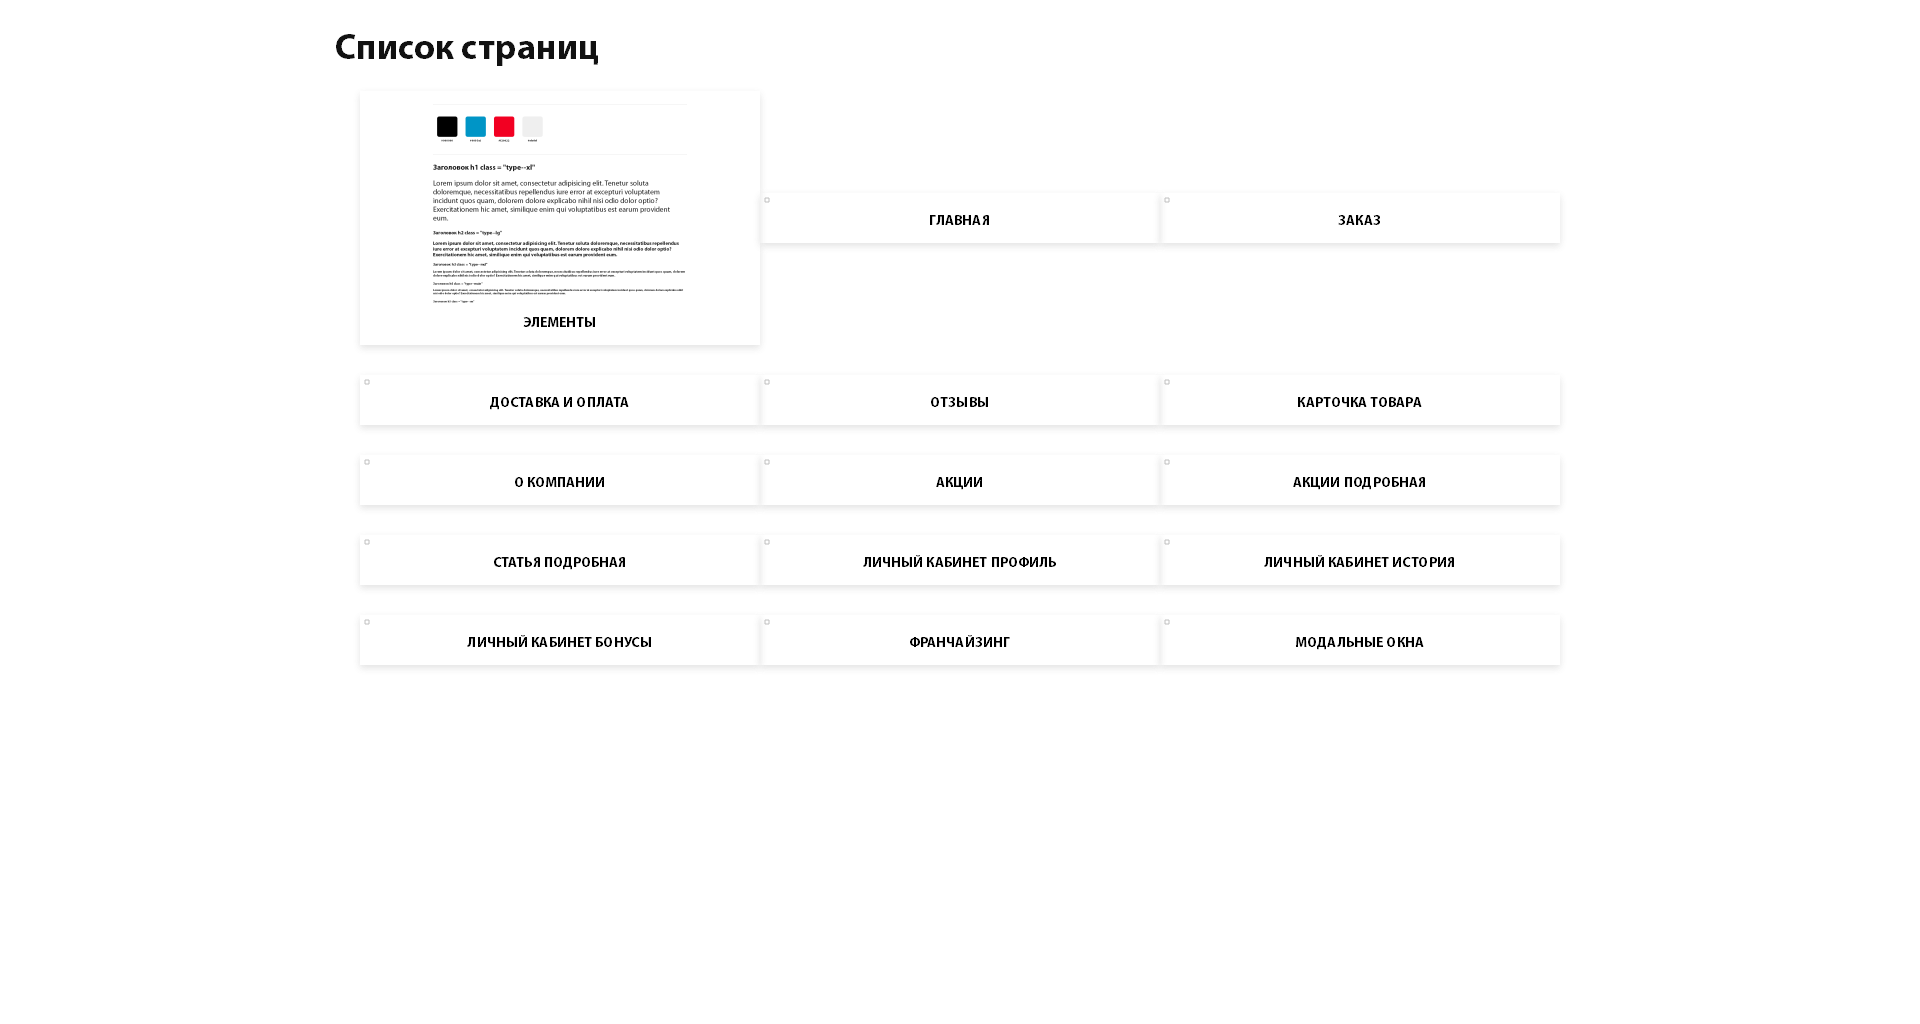 Список страниц
Заголовок h1 class = "type--xl"
Lorem ipsum dolor sit amet, consectetur adipisicing elit. Tenetur soluta
doloremque, necessitatibus repellendus iure error at excepturi voluptatem
incidunt quos quam, dolorem dolore explicabo nihil nisi odio dolor optio?
Exercitationem hic amet, similique enim qui voluptatibus est earum provident
eum.
Заголовок h2 class = "type--lg"
Lorem ipsum dolor sit amet, consectetur adipisicing elit. Tenetur soluta doloremque, necessitatibus repellendus
iure error at excepturi voluptatem incidunt quos quam, dolorem dolore explicabo nihil nisi odio dolor optio?
Exercitationem hic amet, similique enim qui voluptatibus est earum provident eum.
ЭЛЕМЕНТЫ
ГЛАВНАЯ
ЗАКАЗ
ДОСТАВКА И ОПЛАТА
ОТЗЫВЫ
КАРТОЧКА ТОВАРА
О КОМПАНИИ
АКЦИИ
АКЦИИ ПОДРОБНАЯ
СТАТЬЯ ПОДРОБНАЯ
ЛИЧНЫЙ КАБИНЕТ ПРОФИЛЬ
ЛИЧНЫЙ КАБИНЕТ ИСТОРИЯ
ЛИЧНЫЙ КАБИНЕТ БОНУСЫ
ФРАНЧАЙЗИНГ
МОДАЛЬНЫЕ ОКНА